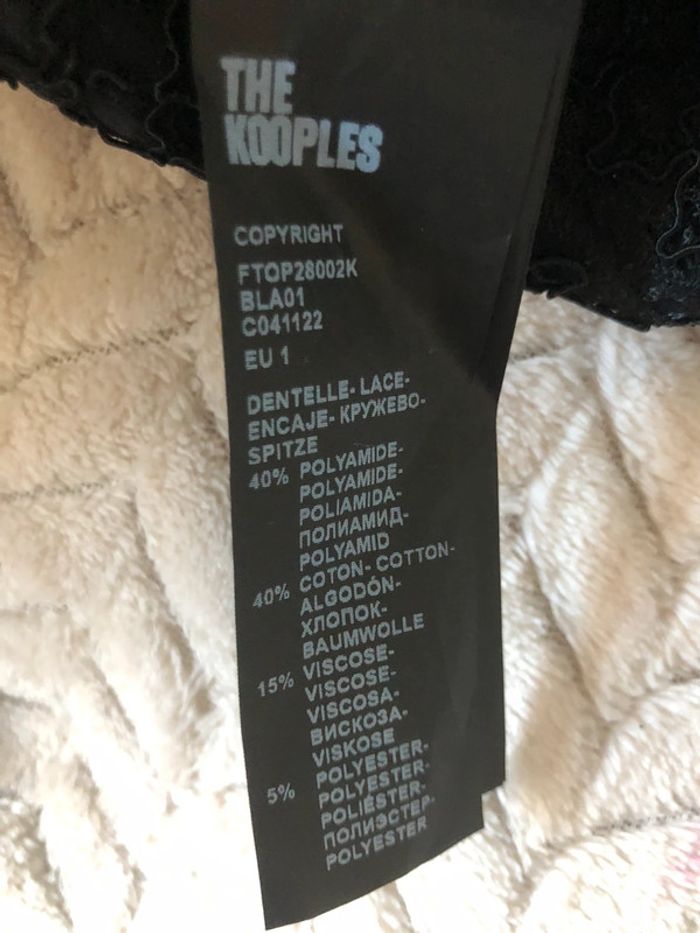 THE
KOOPLES
COPYRIGHT
FTOP28002K
BLA01
C041122
EU 1
DENTELLE- LACE-
ENCAJE- КРУЖЕВО-
SPITZE
40% POLYAMIDE-
POLYAMIDE-
POLIAMIDA-
ПОЛИАМИД-
POLYAMID
40% COTON- COTTON-
ALGODÓN-
ХЛОПОК-
BAUMWOLLE
15% VISCOSE-
VISCOSE-
VISCOSA-
ВИСКОЗА-
VISKOSE
5% POLYESTER-
POLYESTER-
POLIÉSTER-
ПОЛИЭСТЕР-
POLYESTER